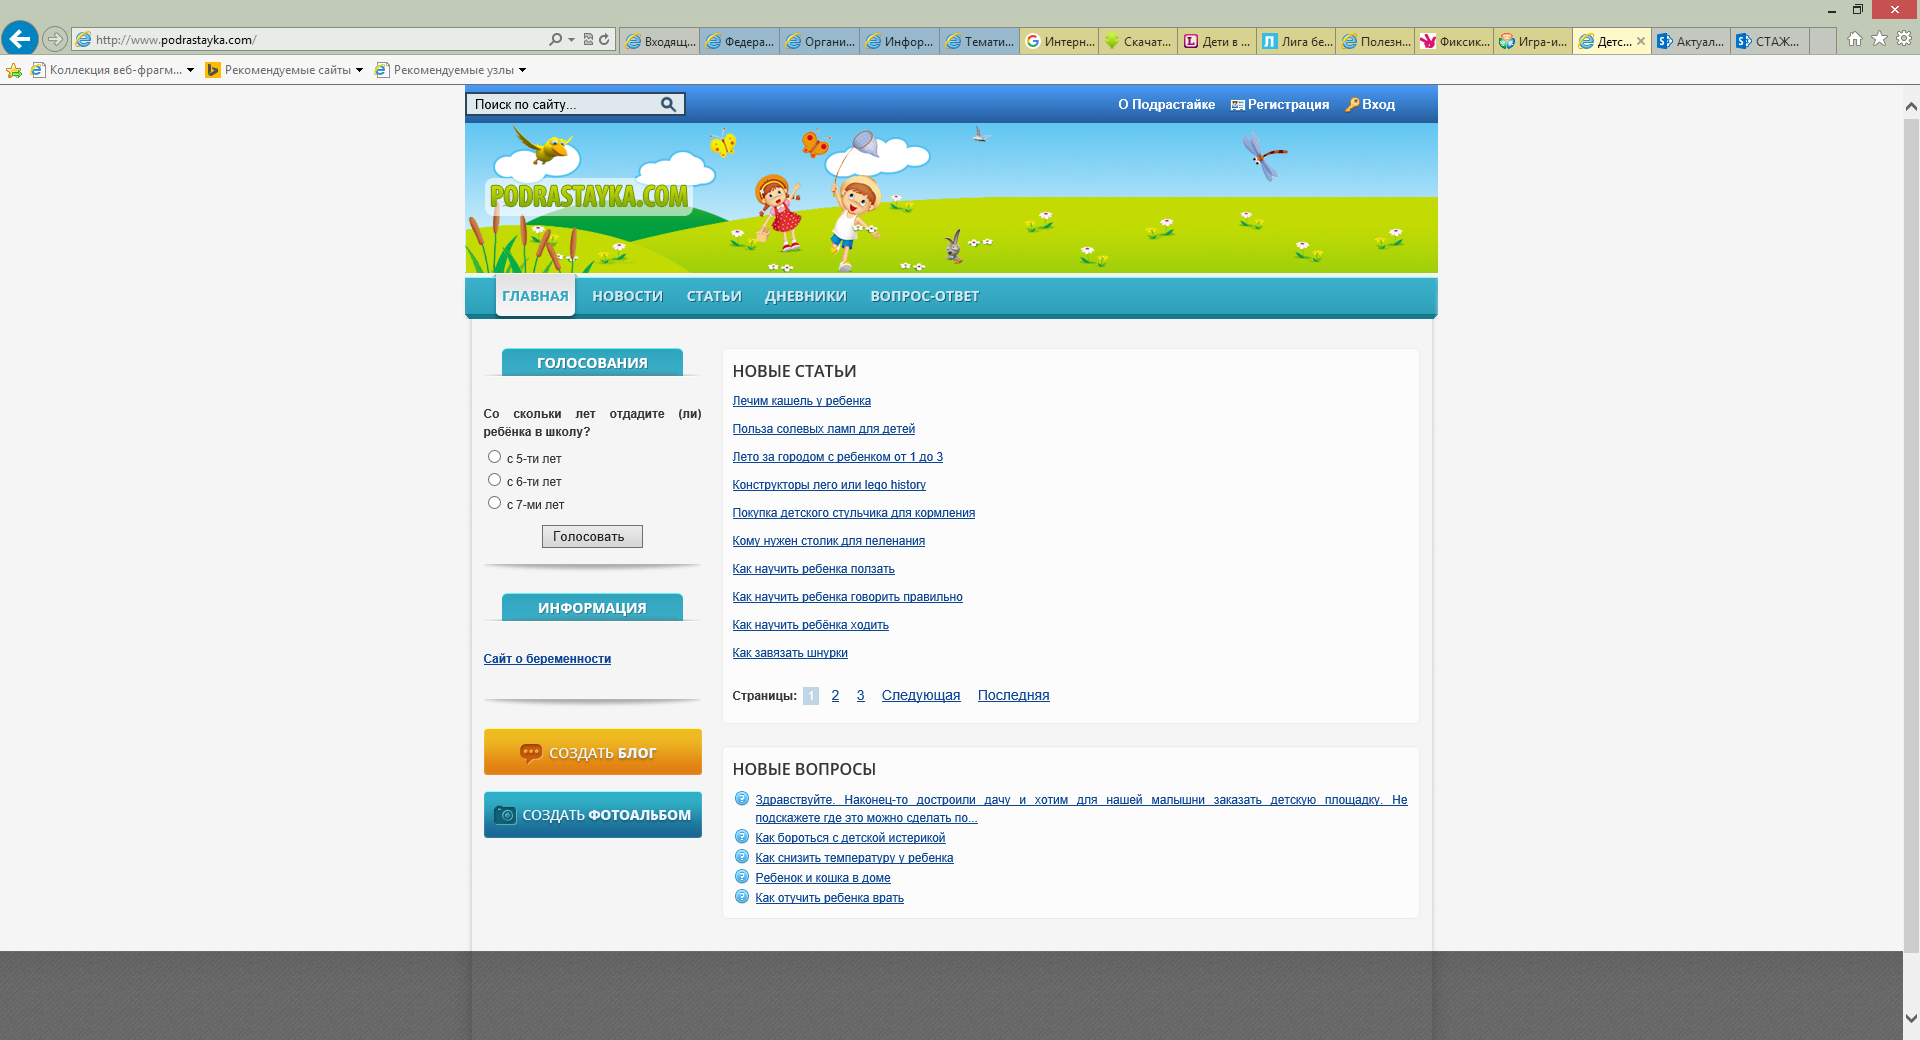 http://www.podrastayka.com/
Входящ...
Федера...
Органи...
Инфор...
Темати...
Интерн...
Скачат...
Дети в ...
Лига бе...
Полезн...
Фиксик...
Игра-и...
Детс...
Актуал...
СТАЖ...
Коллекция веб-фрагм...
Рекомендуемые сайты
Рекомендуемые узлы
Поиск по сайту...
О Подрастайке
Регистрация
Вход
PODRASTAYKA.COM
ГЛАВНАЯ
НОВОСТИ
СТАТЬИ
ДНЕВНИКИ
ВОПРОС-ОТВЕТ
ГОЛОСОВАНИЯ
Со скольки лет отдадите (ли)
ребёнка в школу?
с 5-ти лет
с 6-ти лет
с 7-ми лет
Голосовать
ИНФОРМАЦИЯ
Сайт о беременности
СОЗДАТЬ БЛОГ
СОЗДАТЬ ФОТОАЛЬБОМ
НОВЫЕ СТАТЬИ
Лечим кашель у ребенка
Польза солевых ламп для детей
Лето за городом с ребенком от 1 до 3
Конструкторы лего или lego history
Покупка детского стульчика для кормления
Кому нужен столик для пеленания
Как научить ребенка ползать
Как научить ребенка говорить правильно
Как научить ребёнка ходить
Как завязать шнурки
Страницы: 1 2 3 Следующая Последняя
НОВЫЕ ВОПРОСЫ
Здравствуйте. Наконец-то достроили дачу и хотим для нашей малышни заказать детскую площадку. Не
подскажете где это можно сделать по...
Как бороться с детской истерикой
Как снизить температуру у ребенка
Ребенок и кошка в доме
Как отучить ребенка врать